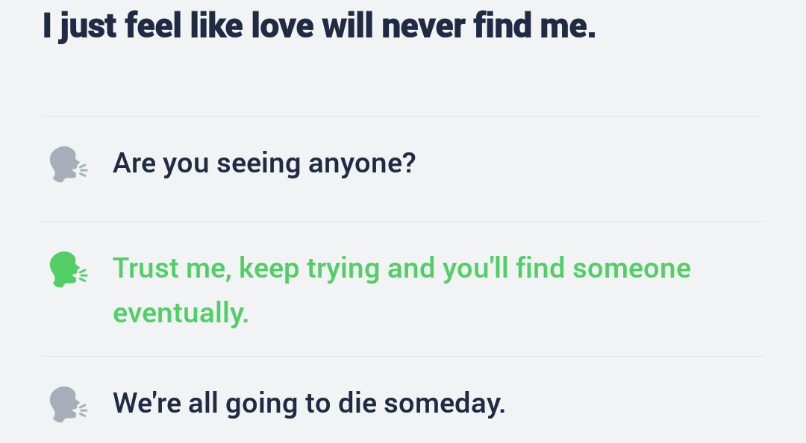 I just feel like love will never find me.
Are you seeing anyone?
Trust me, keep trying and you'll find someone
eventually.
We're all going to die someday.